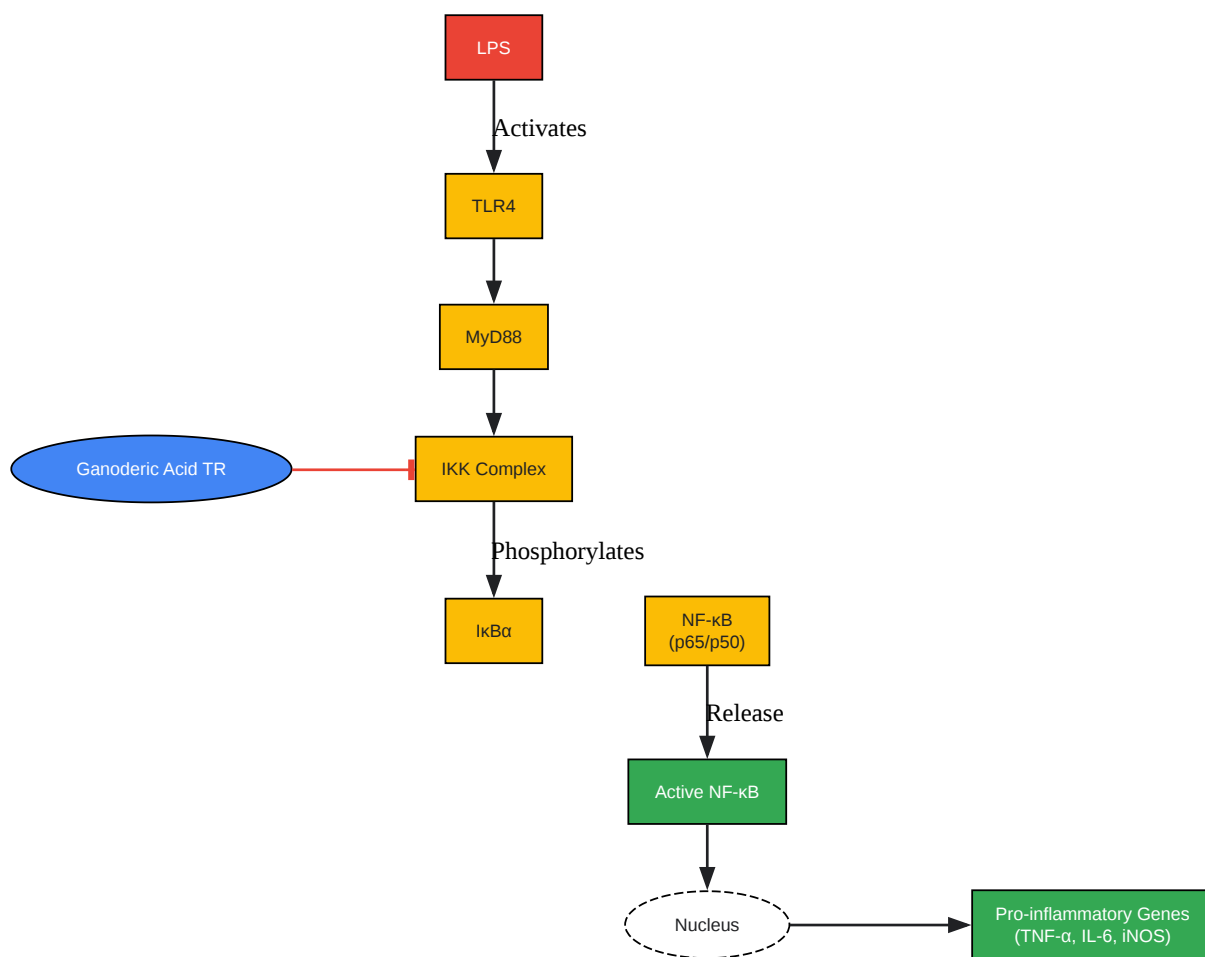 LPS
Activates
TLR4
MyD88
Ganoderic Acid TR
IKK Complex
Phosphorylates
IκBα
NF-κB
(p65/p50)
Release
Active NF-κB
Nucleus
Pro-inflammatory Genes
(TNF-α, IL-6, iNOS)